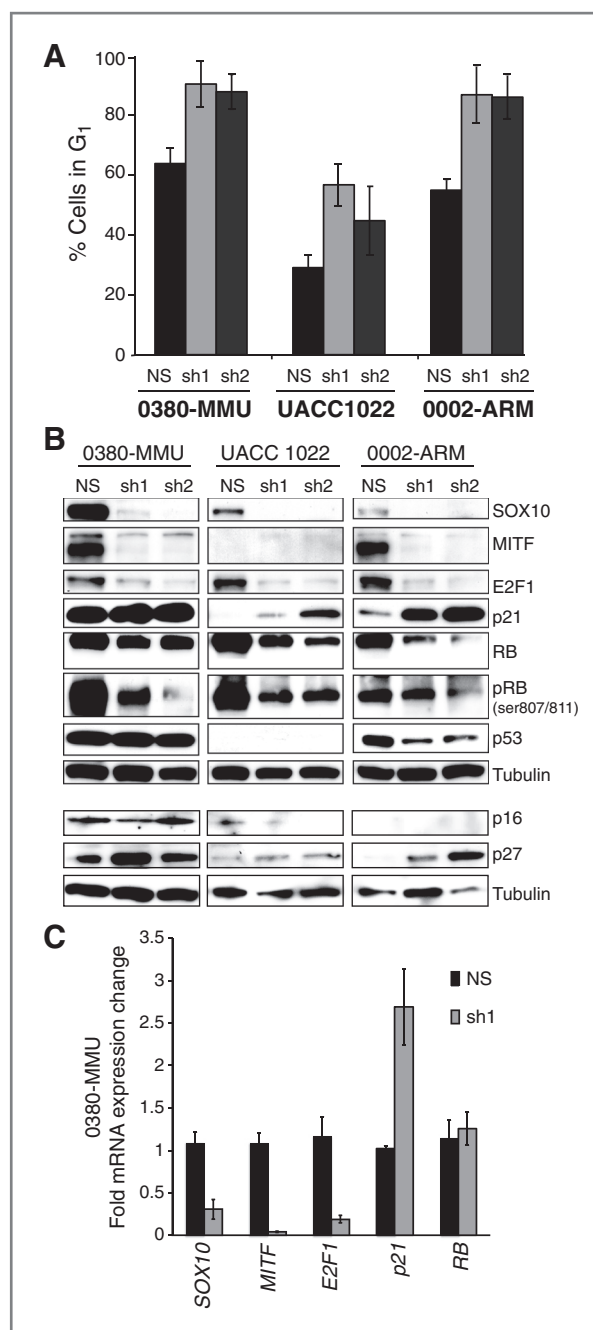 A
% Cells in G1
100
80
60
40
20
0
NS sh1 sh2 NS sh1 sh2 NS sh1 sh2
0380-MMU UACC1022 0002-ARM
B
0380-MMU UACC 1022 0002-ARM
NS sh1 sh2 NS sh1 sh2 NS sh1 sh2
SOX10
MITF
E2F1
p21
RB
pRB
(ser807/811)
p53
Tubulin
p16
p27
Tubulin
C
0380-MMU
Fold mRNA expression change
3.5
3
2.5
2
1.5
1
0.5
0
NS
sh1
SOX10 MITF E2F1 p21 RB